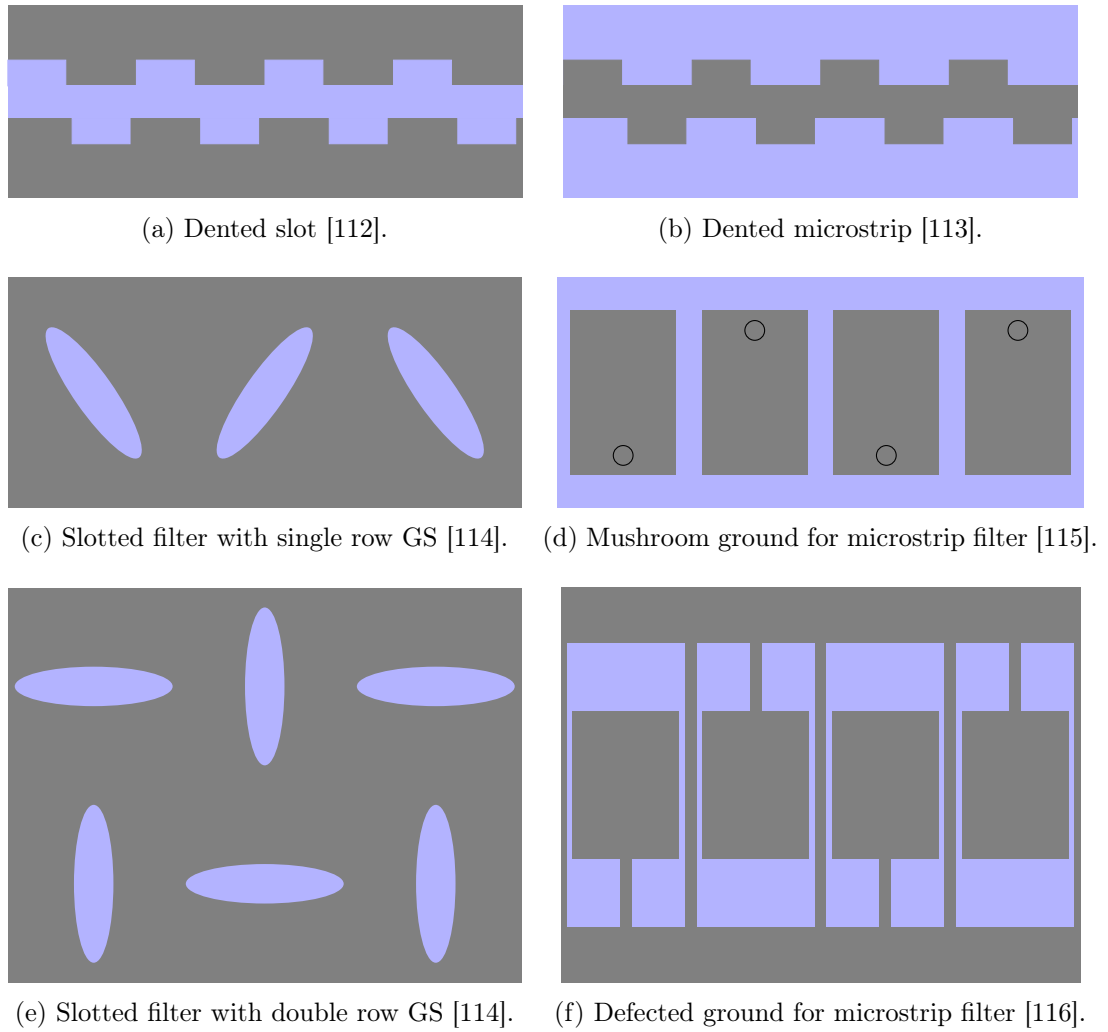 (a) Dented slot [112].
(b) Dented microstrip [113].
(c) Slotted filter with single row GS [114].
(d) Mushroom ground for microstrip filter [115].
(e) Slotted filter with double row GS [114].
(f) Defected ground for microstrip filter [116].